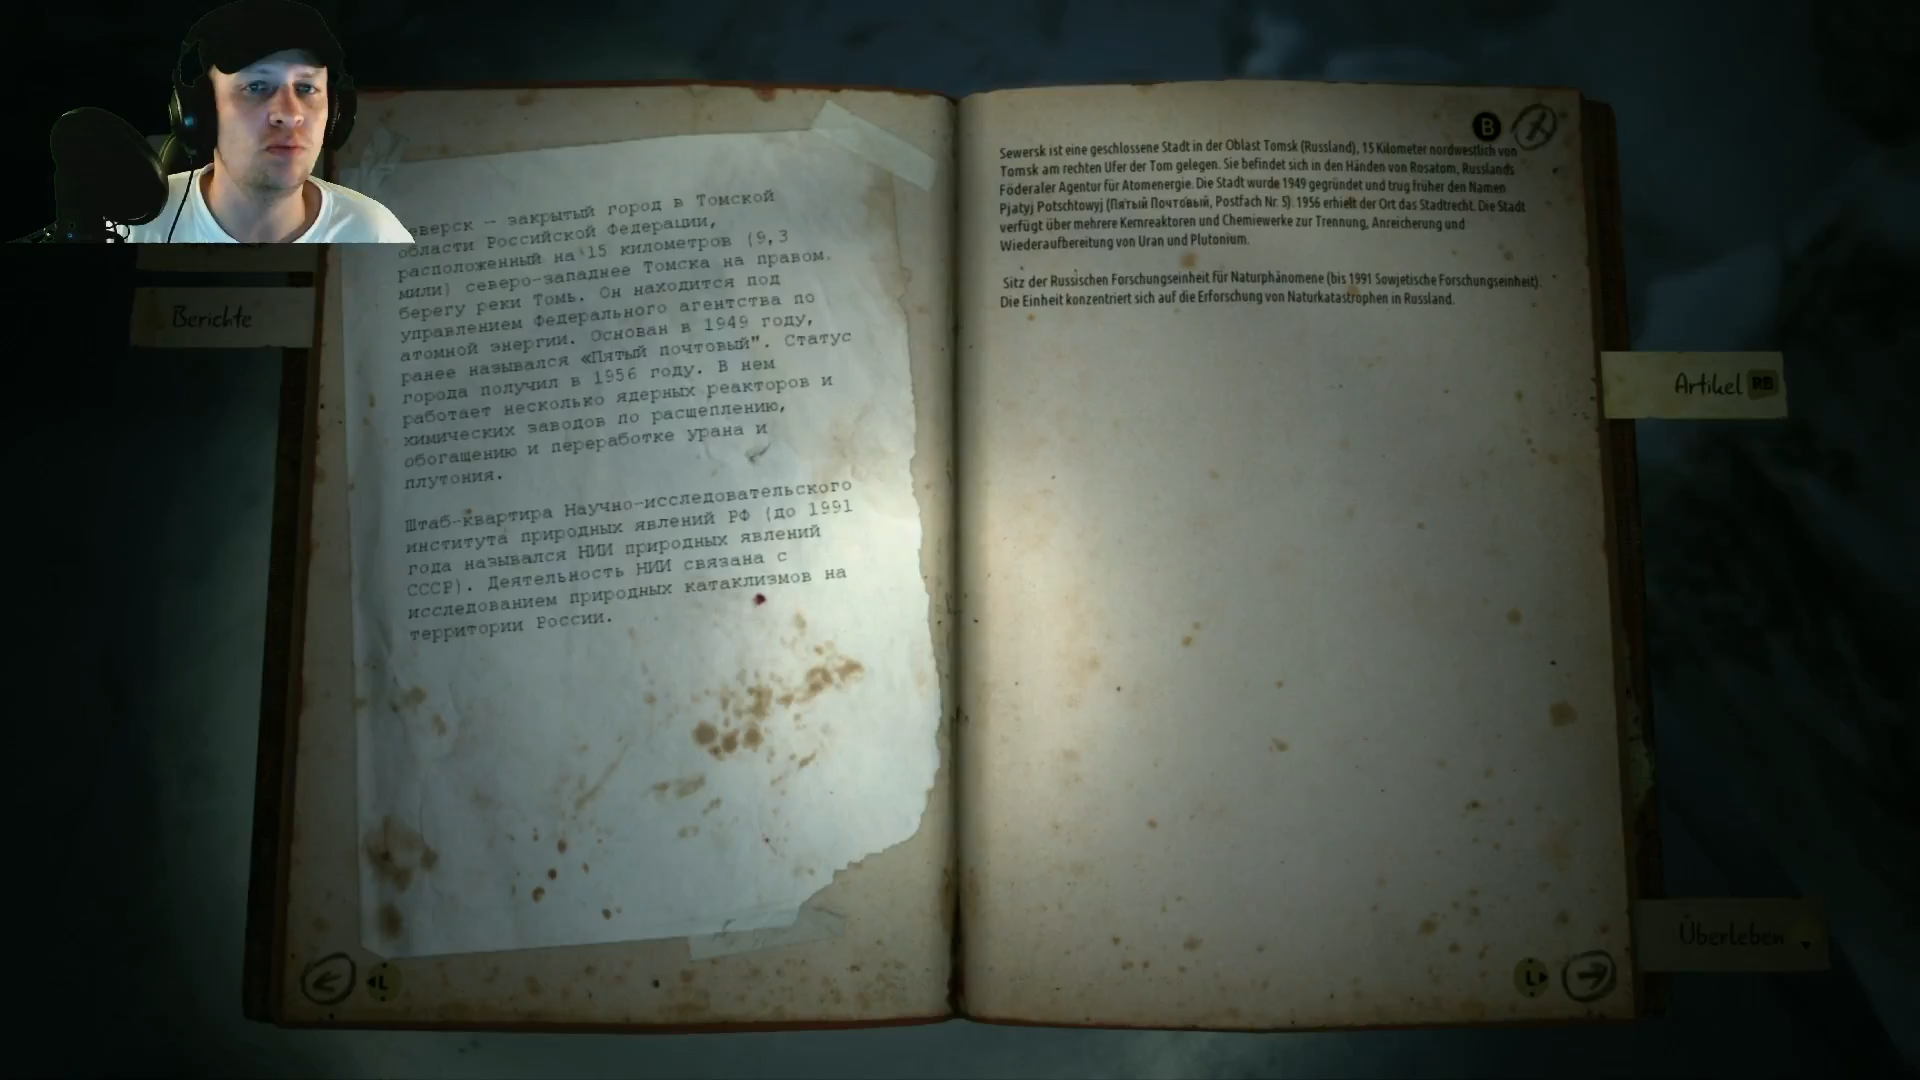 еверск – закрытый город в Томской
области Российской Федерации,
расположенный на 15 километров (9,3
мили) северо-западнее Томска на правом.
берегу реки Томь. Он находится под
управлением Федерального агентства по
атомной энергии. Основан в 1949 году,
ранее назывался «Пятый почтовый". Статус
города получил в 1956 году. В нем
работает несколько ядерных реакторов и
химических заводов по расщеплению,
обогащению и переработке урана и
плутония.
Штаб-квартира Научно-исследовательского
института природных явлений РФ (до 1991
года назывался НИИ природных явлений
СССР). Деятельность НИИ связана с
исследованием природных катаклизмов на
территории России.
Berichte
B
Sewersk ist eine geschlossene Stadt in der Oblast Tomsk (Russland), 15 Kilometer nordwestlich von
Tomsk am rechten Ufer der Tom gelegen. Sie befindet sich in den Händen von Rosatom, Russlands
Föderaler Agentur für Atomenergie. Die Stadt wurde 1949 gegründet und trug früher den Namen
Pjatyj Potschtowyj (Пятый Почтовый, Postfach Nr. 5). 1956 erhielt der Ort das Stadtrecht. Die Stadt
verfügt über mehrere Kernreaktoren und Chemiewerke zur Trennung, Anreicherung und
Wiederaufbereitung von Uran und Plutonium.
Sitz der Russischen Forschungseinheit für Naturphänomene (bis 1991 Sowjetische Forschungseinheit).
Die Einheit konzentriert sich auf die Erforschung von Naturkatastrophen in Russland.
Artikel RB
Überleben
L
L